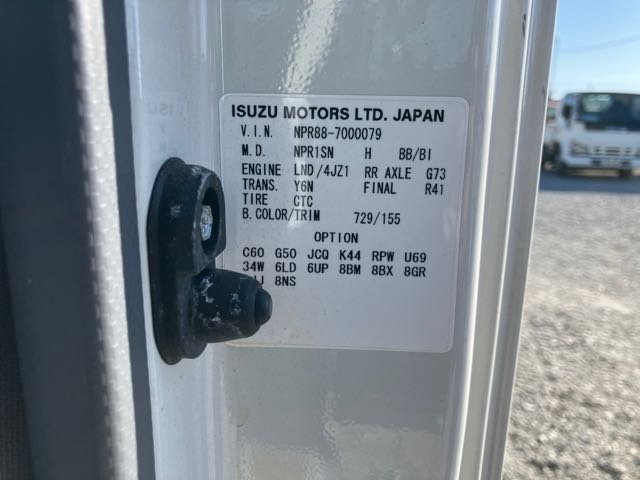 ISUZU MOTORS LTD. JAPAN
V.I.N. NPR88-7000079
M.D. NPR1SN H BB/BI
ENGINE LND/4JZ1 RR AXLE G73
TRANS. Y6N FINAL R41
TIRE CTC
B.COLOR/TRIM 729/155
OPTION
C60 G50 JCQ K44 RPW U69
34W 6LD 6UP 8BM 8BX 8GR
8NS